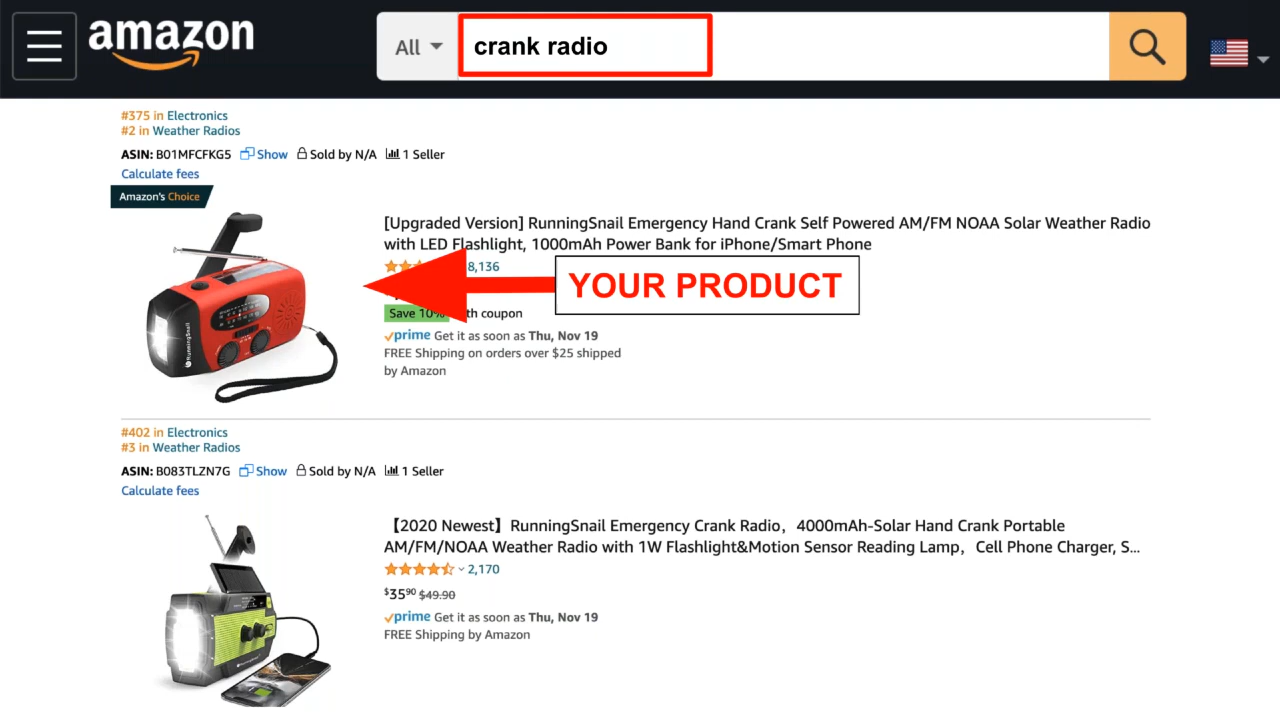 amazon
All
crank radio
#375 in Electronics
#2 in Weather Radios
ASIN: B01MFCFKG5 Show Sold by N/A 1 Seller
Calculate fees
Amazon's Choice
[Upgraded Version] RunningSnail Emergency Hand Crank Self Powered AM/FM NOAA Solar Weather Radio
with LED Flashlight, 1000mAh Power Bank for iPhone/Smart Phone
8,136
YOUR PRODUCT
Save 10% coupon
prime Get it as soon as Thu, Nov 19
FREE Shipping on orders over $25 shipped
by Amazon
RunningSnail
#402 in Electronics
#3 in Weather Radios
ASIN: B083TLZN7G Show Sold by N/A 1 Seller
Calculate fees
【2020 Newest】RunningSnail Emergency Crank Radio，4000mAh-Solar Hand Crank Portable
AM/FM/NOAA Weather Radio with 1W Flashlight&Motion Sensor Reading Lamp，Cell Phone Charger, S...
2,170
$3590 $49.90
prime Get it as soon as Thu, Nov 19
FREE Shipping by Amazon